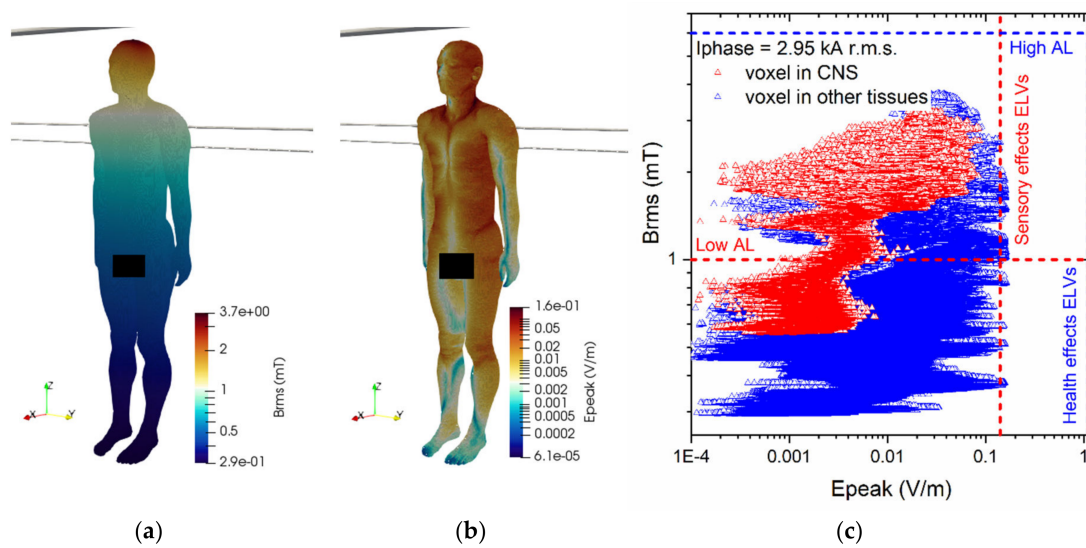 3.7e+00
2
1
0.5
2.9e-01
Brms (mT)
Z
X
Y
(a)
1.6e-01
0.05
0.02
0.01
0.005
0.002
0.001
0.0005
0.0002
6.1e-05
Epeak (V/m)
Z
X
Y
(b)
Iphase = 2.95 kA r.m.s.
voxel in CNS
voxel in other tissues
High AL
Sensory effects ELVs
Low AL
Health effects ELVs
Brms (mT)
1
1E-4
0.001
0.01
0.1
1
Epeak (V/m)
(c)